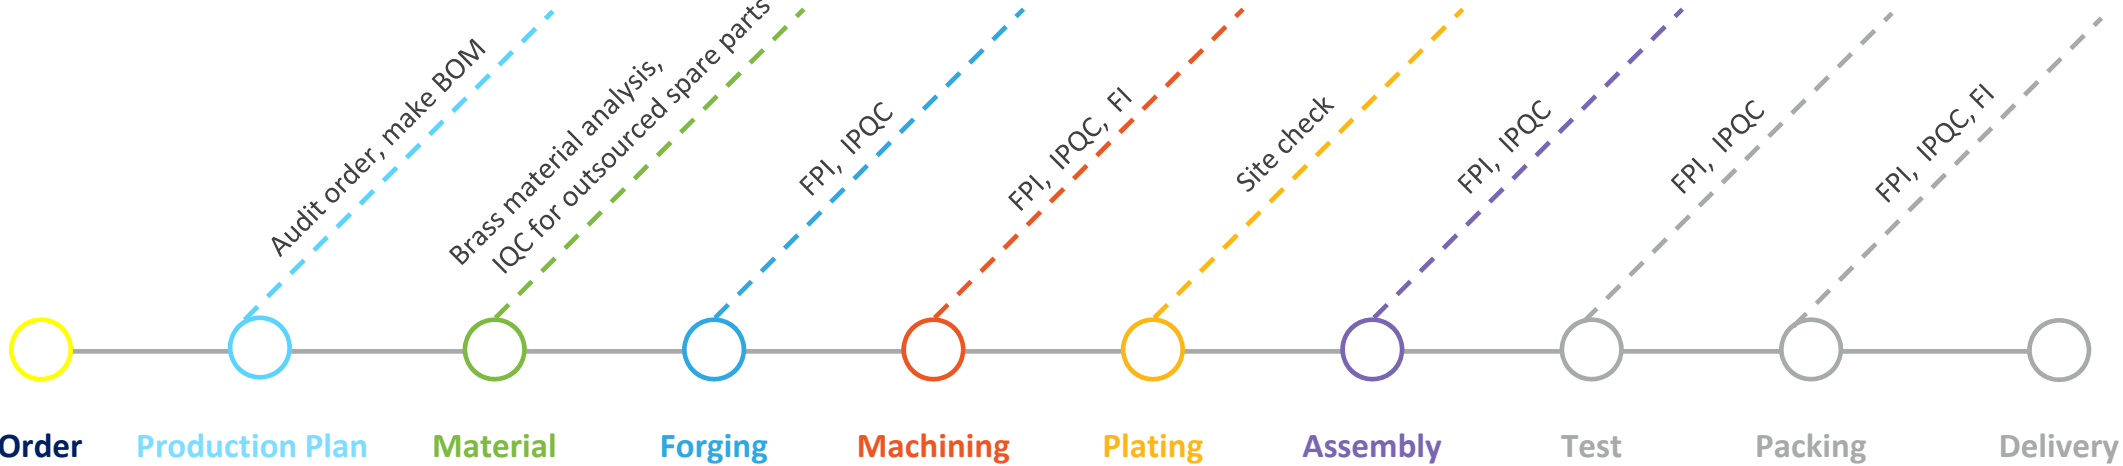 Audit order, make BOM
Brass material analysis,
IQC for outsourced spare parts
FPI, IPQC
FPI, IPQC, FI
Site check
FPI, IPQC
FPI, IPQC
FPI, IPQC, FI
Order
Production Plan
Material
Forging
Machining
Plating
Assembly
Test
Packing
Delivery